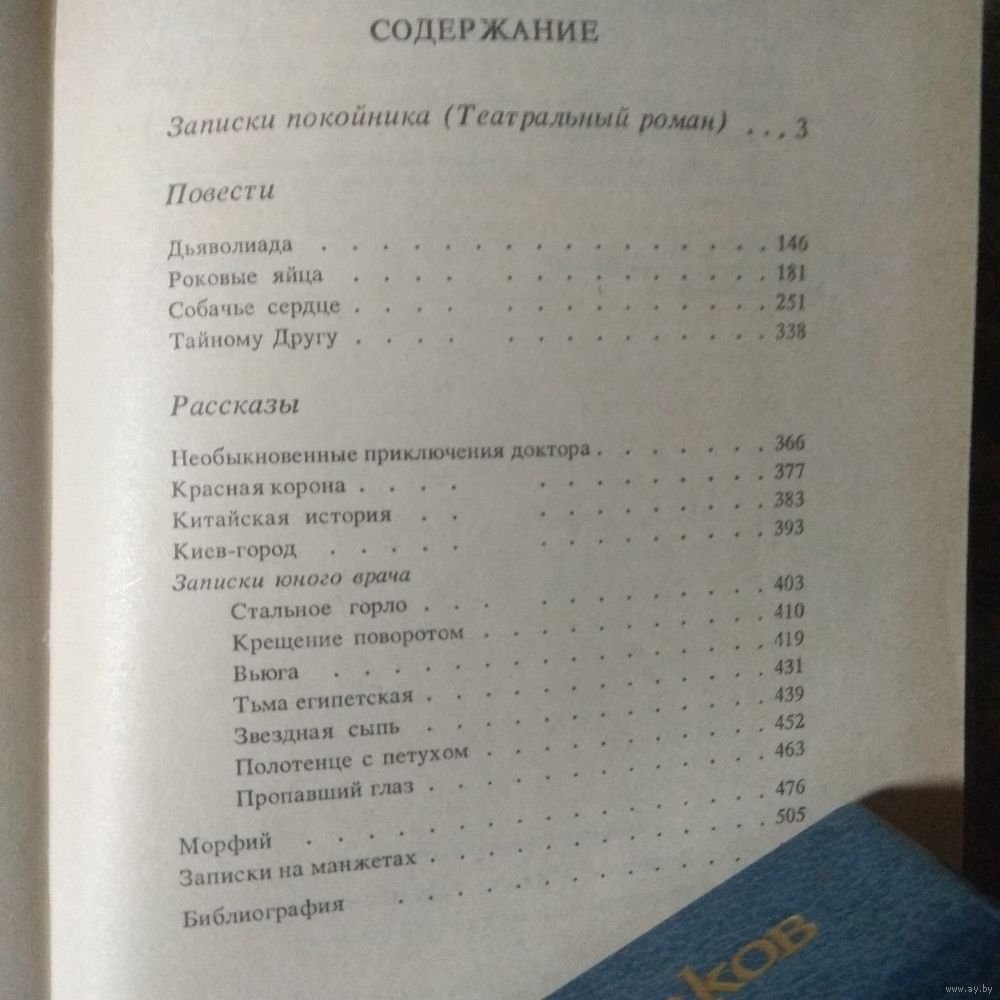 СОДЕРЖАНИЕ
Записки покойника (Театральный роман) . . . 3
Повести
Дьяволиада . . . . . . . . . . . . . . . 146
Роковые яйца . . . . . . . . . . . . . 181
Собачье сердце . . . . . . . . . . . . 251
Тайному Другу . . . . . . . . . . . . 338
Рассказы
Необыкновенные приключения доктора . . . . . . . 366
Красная корона . . . . . . . . . . . . 377
Китайская история . . . . . . . . . . 383
Киев-город . . . . . . . . . . . . . 393
Записки юного врача
Стальное горло . . . . . . . . . . . 403
Крещение поворотом . . . . . . . . . . 410
Вьюга . . . . . . . . . . . . . . . 419
Тьма египетская . . . . . . . . . . . . 431
Звездная сыпь . . . . . . . . . . . . 439
Полотенце с петухом . . . . . . . . . . 452
Пропавший глаз . . . . . . . . . . . . 463
Морфий . . . . . . . . . . . . . . . . 476
Записки на манжетах . . . . . . . . . . . . 505
Библиография . . . . . . . . . . . .
ков
www.ay.by